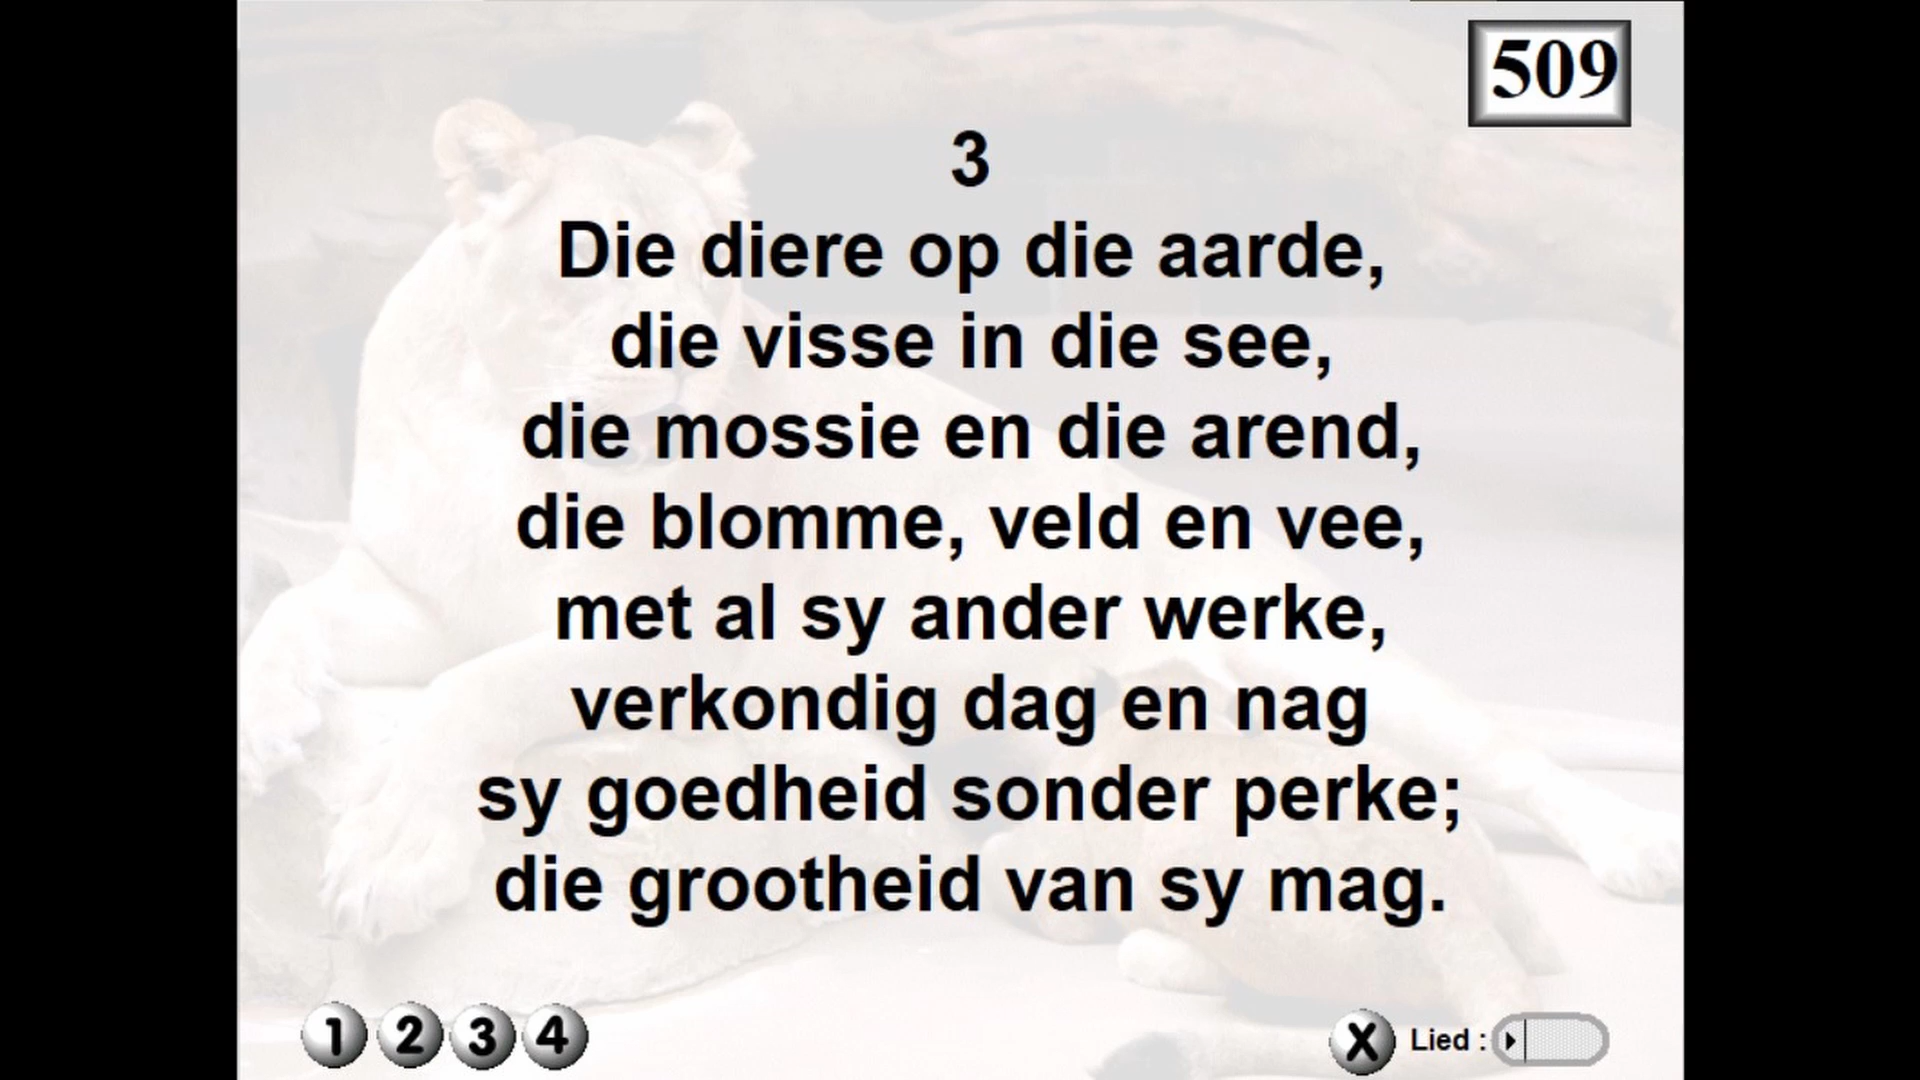 509
3
Die diere op die aarde,
die visse in die see,
die mossie en die arend,
die blomme, veld en vee,
met al sy ander werke,
verkondig dag en nag
sy goedheid sonder perke;
die grootheid van sy mag.
1 2 3 4 X Lied :